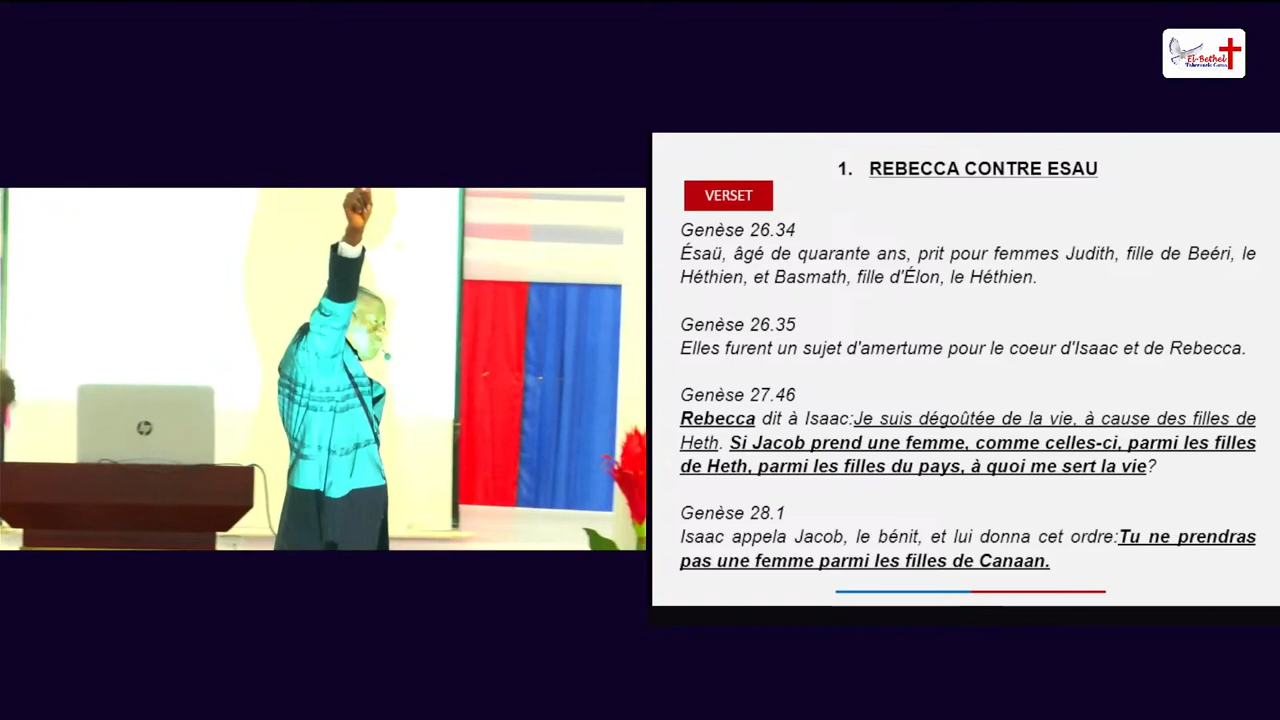 El-Bethel
1. REBECCA CONTRE ESAU
VERSET
Genèse 26.34
Ésaü, âgé de quarante ans, prit pour femmes Judith, fille de Beéri, le
Héthien, et Basmath, fille d'Élon, le Héthien.
Genèse 26.35
Elles furent un sujet d'amertume pour le coeur d'Isaac et de Rebecca.
Genèse 27.46
Rebecca dit à Isaac:Je suis dégoûtée de la vie, à cause des filles de
Heth. Si Jacob prend une femme, comme celles-ci, parmi les filles
de Heth, parmi les filles du pays, à quoi me sert la vie?
Genèse 28.1
Isaac appela Jacob, le bénit, et lui donna cet ordre:Tu ne prendras
pas une femme parmi les filles de Canaan.
hp